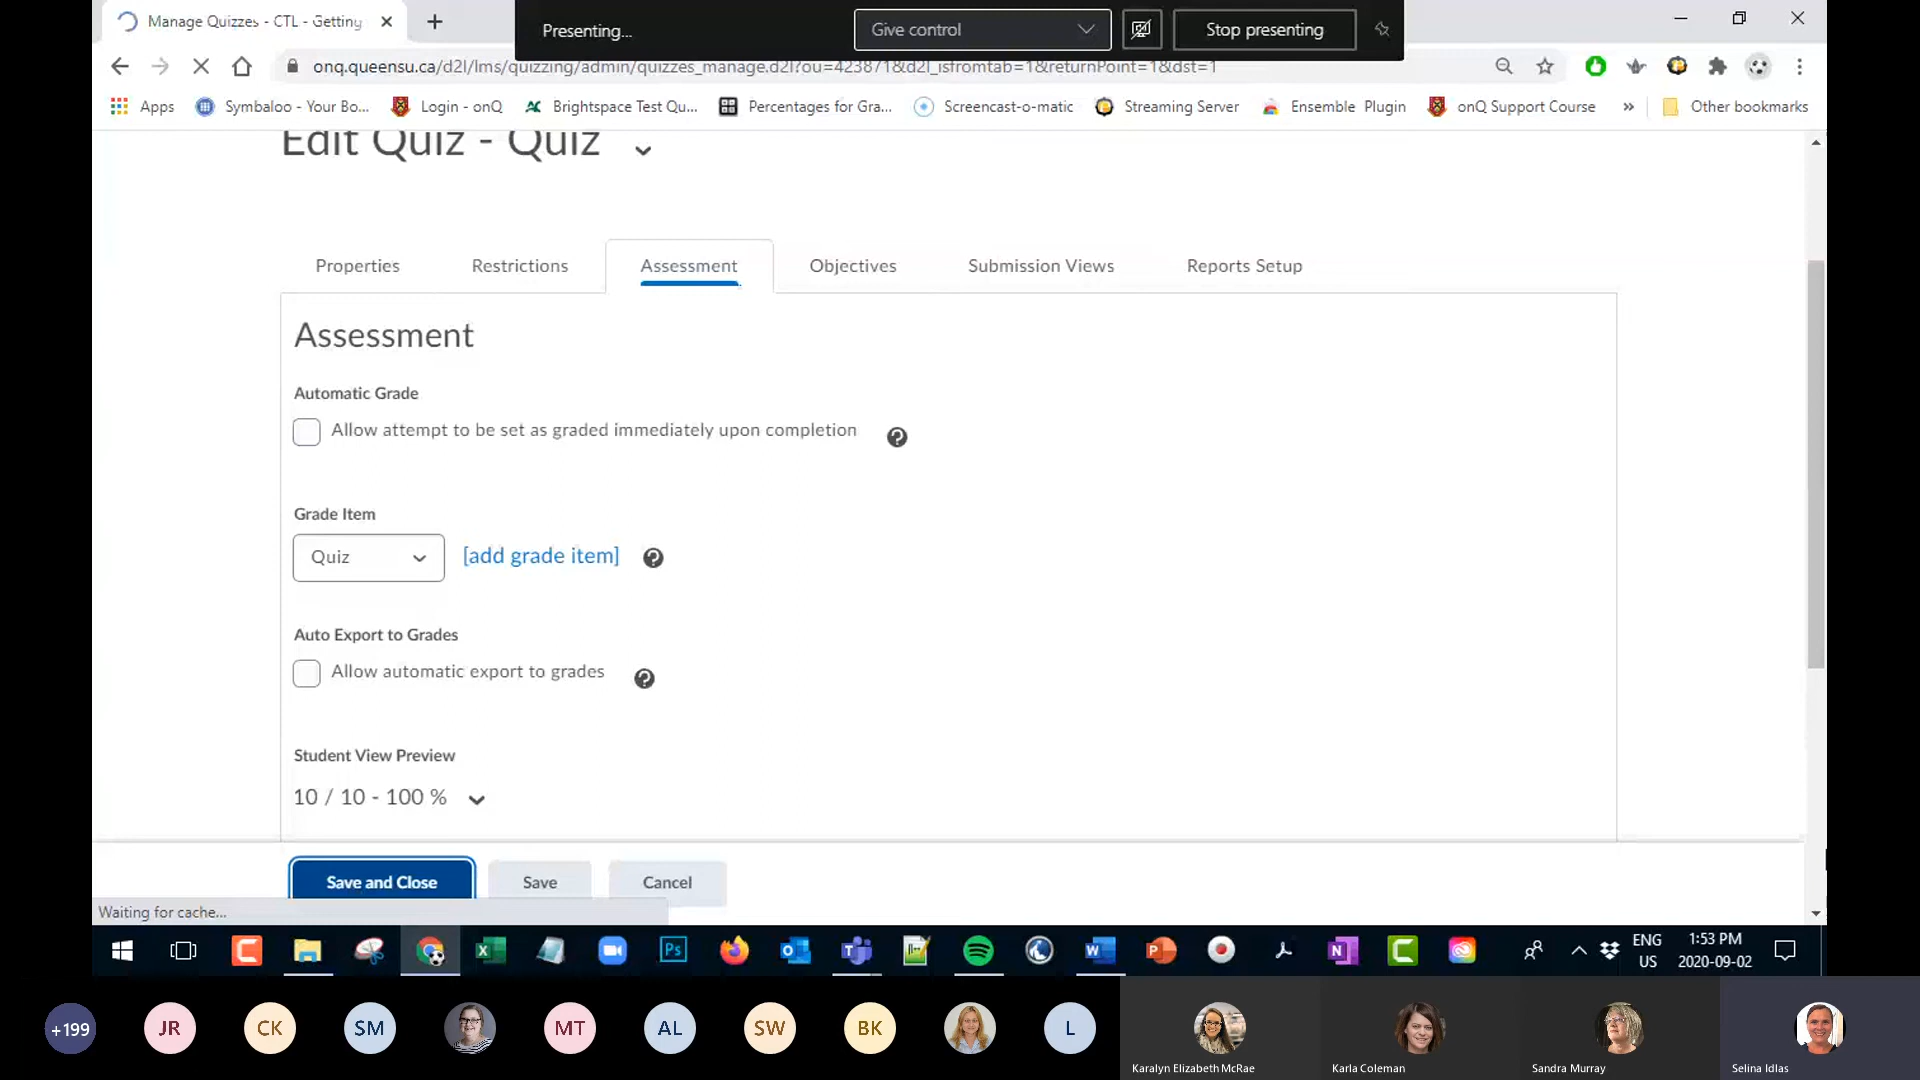 Manage Quizzes - CTL - Getting
Presenting...
Give control
Stop presenting
onq.queensu.ca/d2l/lms/quizzing/admin/quizzes_manage.d2l?ou=423871&d2l_isfromtab=1&returnPoint=1&dst=1
Apps
Symbaloo - Your Bo...
Login - onQ
Brightspace Test Qu...
Percentages for Gra...
Screencast-o-matic
Streaming Server
Ensemble Plugin
onQ Support Course
»
Other bookmarks
Edit Quiz - Quiz
Properties
Restrictions
Assessment
Objectives
Submission Views
Reports Setup
Assessment
Automatic Grade
Allow attempt to be set as graded immediately upon completion
Grade Item
Quiz
[add grade item]
Auto Export to Grades
Allow automatic export to grades
Student View Preview
10 / 10 - 100 %
Save and Close
Save
Cancel
Waiting for cache...
ENG
US
1:53 PM
2020-09-02
+199
JR
CK
SM
MT
AL
SW
BK
L
Karalyn Elizabeth McRae
Karla Coleman
Sandra Murray
Selina Idlas